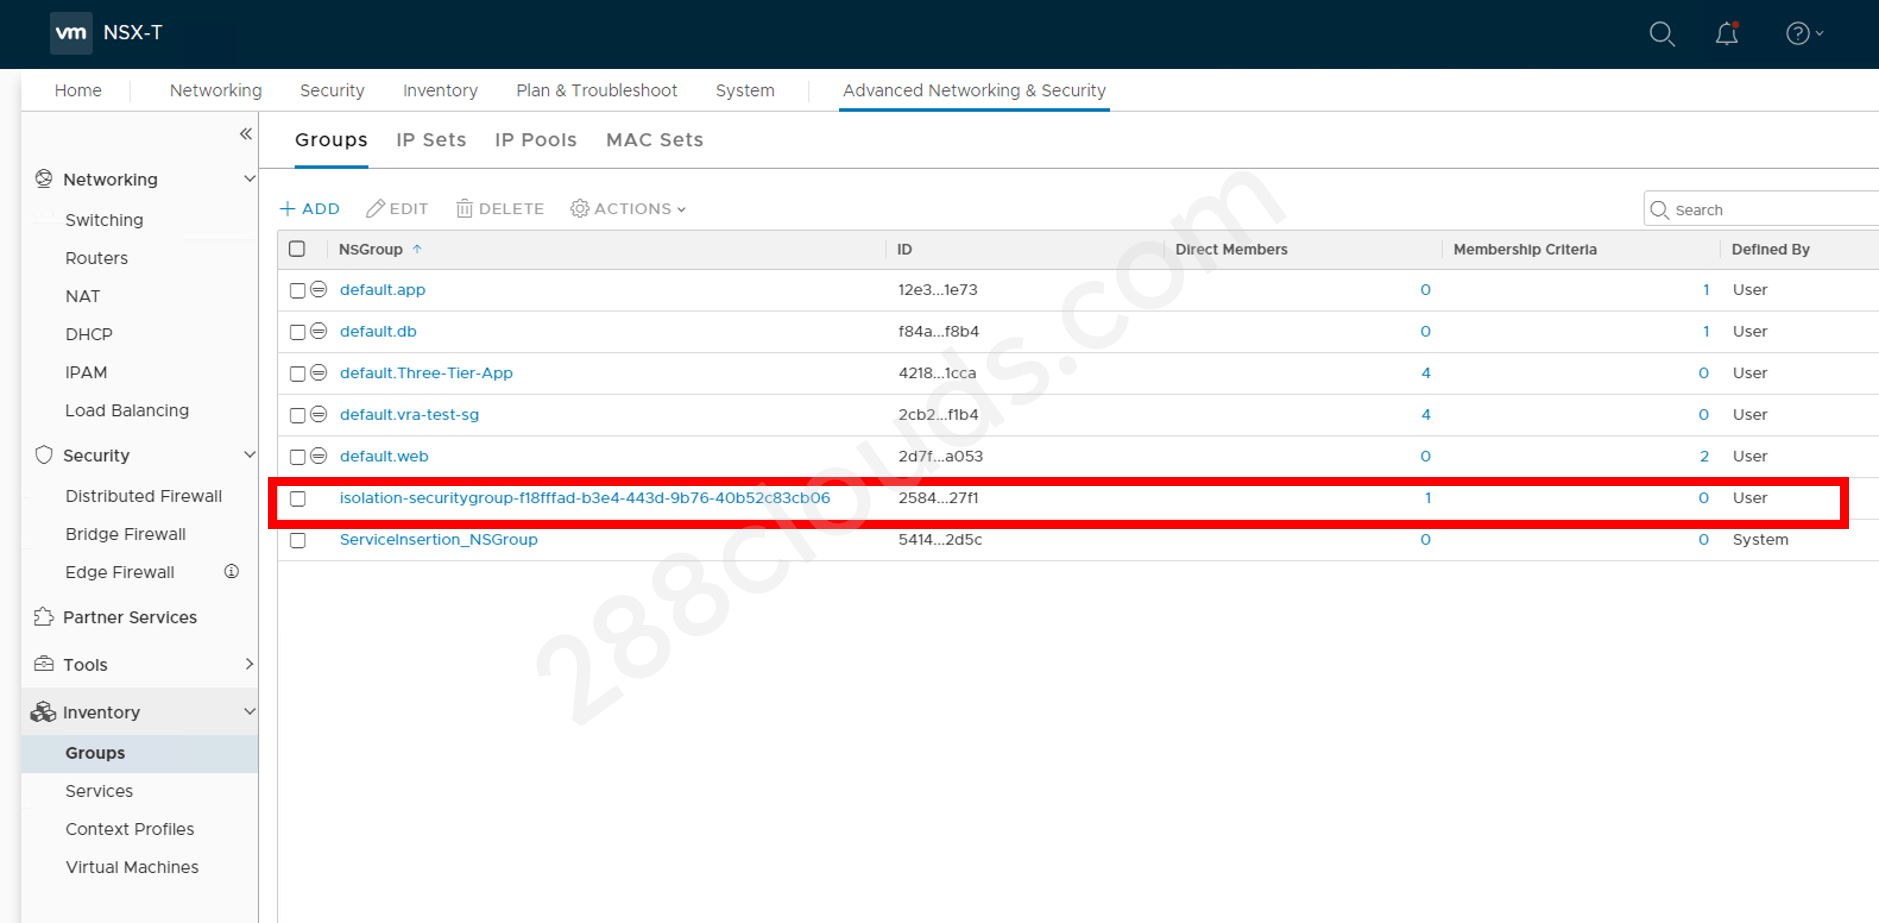 vm NSX-T
Home Networking Security Inventory Plan & Troubleshoot System Advanced Networking & Security
Groups IP Sets IP Pools MAC Sets
Networking
Switching
Routers
NAT
DHCP
IPAM
Load Balancing
Security
Distributed Firewall
Bridge Firewall
Edge Firewall
Partner Services
Tools
Inventory
Groups
Services
Context Profiles
Virtual Machines
+ ADD EDIT DELETE ACTIONS
Search
NSGroup ID Direct Members Membership Criteria Defined By
default.app 12e3...1e73 0 1 User
default.db f84a...f8b4 0 1 User
default.Three-Tier-App 4218...1cca 4 0 User
default.vra-test-sg 2cb2...f1b4 4 0 User
default.web 2d7f...a053 0 2 User
isolation-securitygroup-f18fffad-b3e4-443d-9b76-40b52c83cb06 2584...27f1 1 0 User
ServiceInsertion_NSGroup 5414...2d5c 0 0 System
288clouds.com